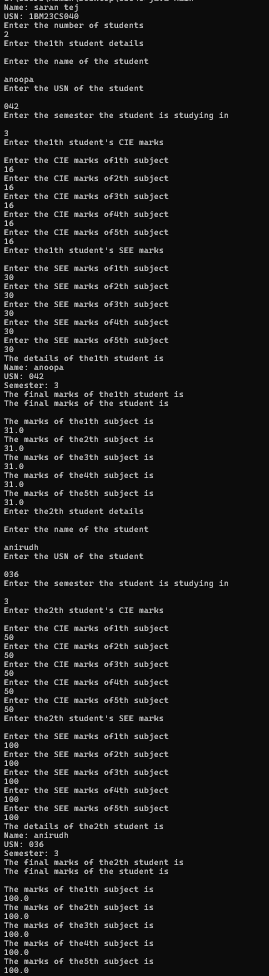 Name: saran tej
USN: 1BM23CS040
Enter the number of students
2
Enter the1th student details
Enter the name of the student
anoopa
Enter the USN of the student
042
Enter the semester the student is studying in
3
Enter the1th student's CIE marks
Enter the CIE marks of1th subject
16
Enter the CIE marks of2th subject
16
Enter the CIE marks of3th subject
16
Enter the CIE marks of4th subject
16
Enter the CIE marks of5th subject
16
Enter the1th student's SEE marks
Enter the SEE marks of1th subject
30
Enter the SEE marks of2th subject
30
Enter the SEE marks of3th subject
30
Enter the SEE marks of4th subject
30
Enter the SEE marks of5th subject
30
The details of the1th student is
Name: anoopa
USN: 042
Semester: 3
The final marks of the1th student is
The final marks of the student is
The marks of the1th subject is
31.0
The marks of the2th subject is
31.0
The marks of the3th subject is
31.0
The marks of the4th subject is
31.0
The marks of the5th subject is
31.0
Enter the2th student details
Enter the name of the student
anirudh
Enter the USN of the student
036
Enter the semester the student is studying in
3
Enter the2th student's CIE marks
Enter the CIE marks of1th subject
50
Enter the CIE marks of2th subject
50
Enter the CIE marks of3th subject
50
Enter the CIE marks of4th subject
50
Enter the CIE marks of5th subject
50
Enter the2th student's SEE marks
Enter the SEE marks of1th subject
100
Enter the SEE marks of2th subject
100
Enter the SEE marks of3th subject
100
Enter the SEE marks of4th subject
100
Enter the SEE marks of5th subject
100
The details of the2th student is
Name: anirudh
USN: 036
Semester: 3
The final marks of the2th student is
The final marks of the student is
The marks of the1th subject is
100.0
The marks of the2th subject is
100.0
The marks of the3th subject is
100.0
The marks of the4th subject is
100.0
The marks of the5th subject is
100.0